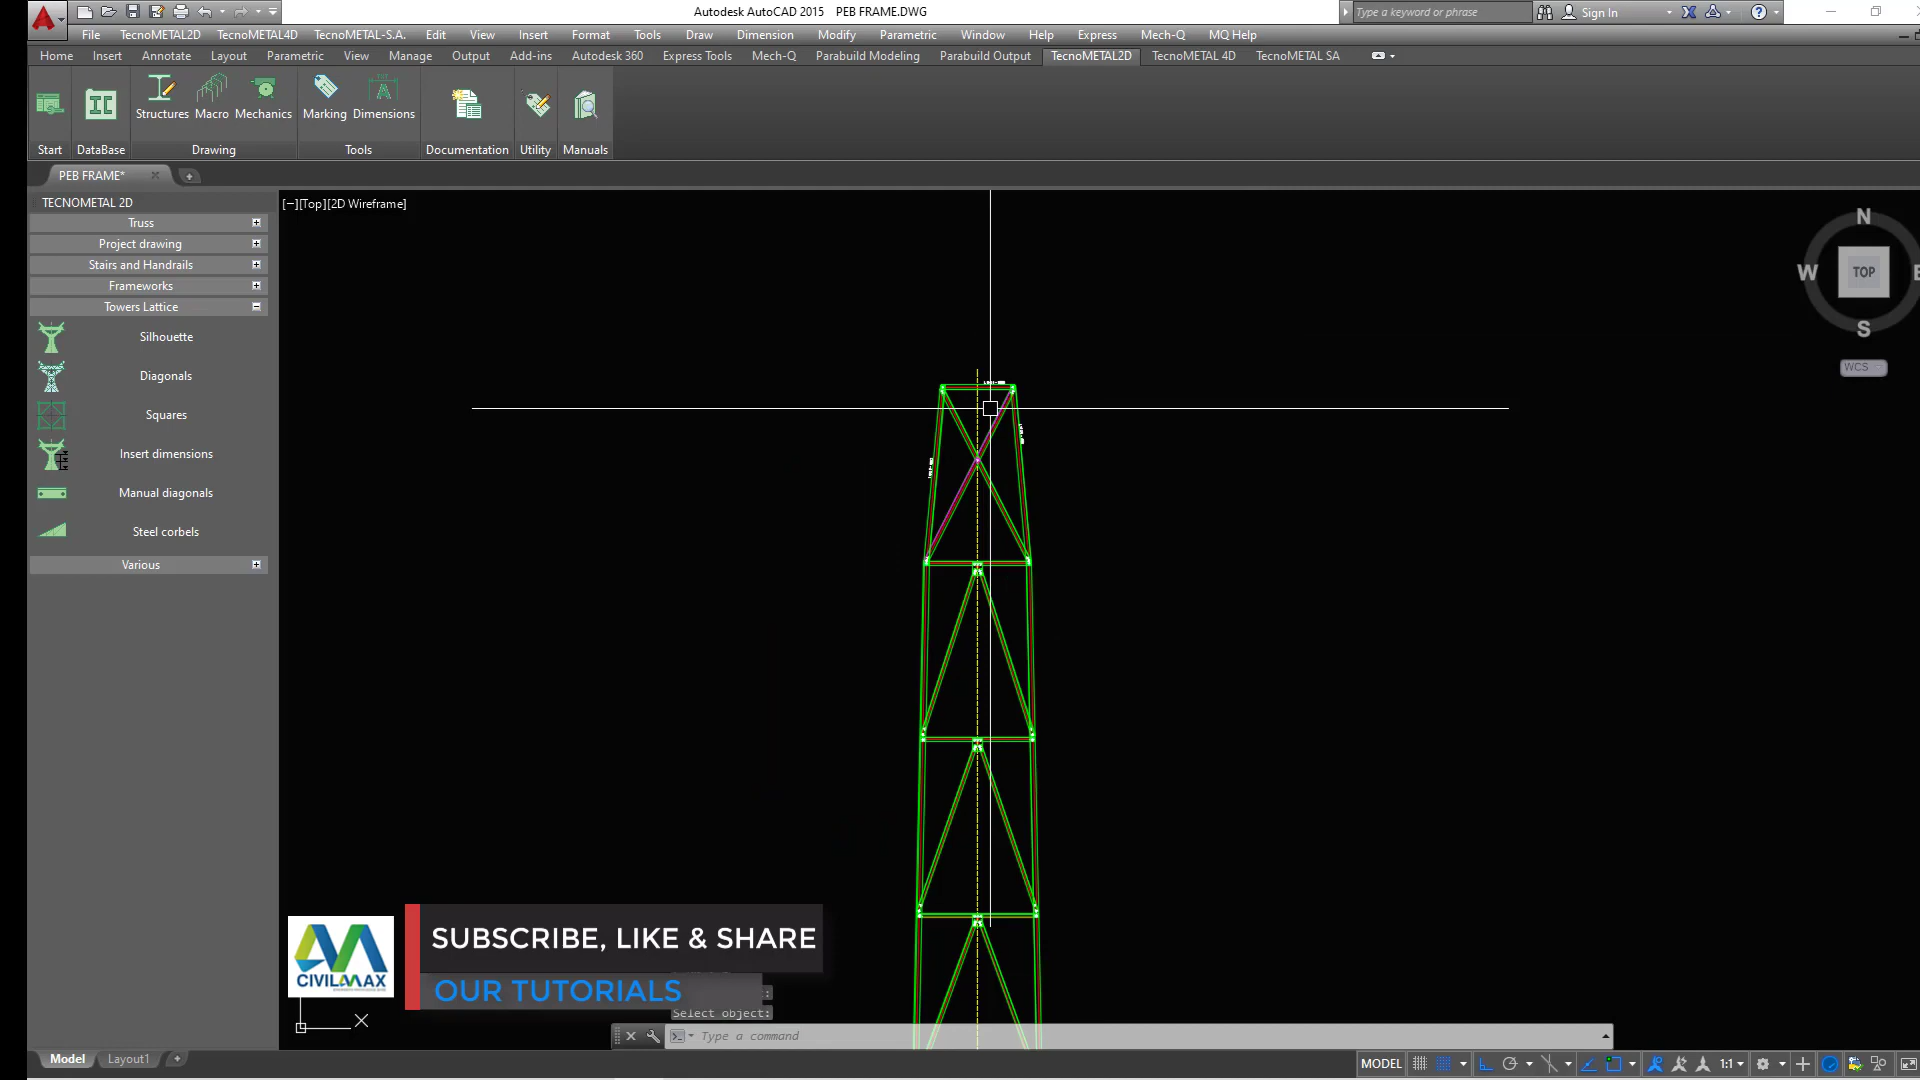 Autodesk AutoCAD 2015 PEB FRAME.DWG
Type a keyword or phrase
Sign In
File TecnoMETAL2D TecnoMETAL4D TecnoMETAL-S.A. Edit View Insert Format Tools Draw Dimension Modify Parametric Window Help Express Mech-Q MQ Help
Home Insert Annotate Layout Parametric View Manage Output Add-ins Autodesk 360 Express Tools Mech-Q Parabuild Modeling Parabuild Output TecnoMETAL2D TecnoMETAL 4D TecnoMETAL SA
Structures Macro Mechanics Marking Dimensions
Start DataBase Drawing Tools Documentation Utility Manuals
PEB FRAME*
TECNOMETAL 2D
[−][Top][2D Wireframe]
Truss
Project drawing
Stairs and Handrails
Frameworks
Towers Lattice
Silhouette
Diagonals
Squares
Insert dimensions
Manual diagonals
Steel corbels
Various
N
W TOP E
S
WCS
SUBSCRIBE, LIKE & SHARE
CIVILMAX
OUR TUTORIALS
Select object:
X
Type a command
Model Layout1
MODEL
1:1